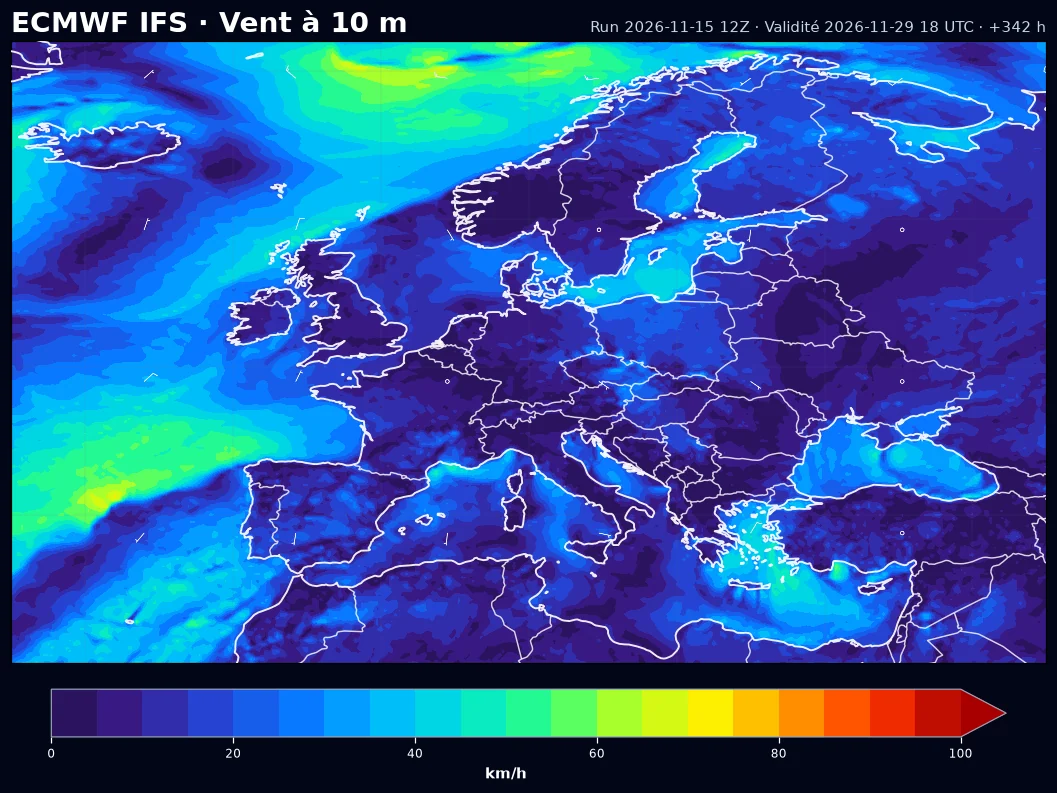 ECMWF IFS · Vent à 10 m
Run 2026-11-15 12Z · Validité 2026-11-29 18 UTC · +342 h
0 20 40 60 80 100
km/h